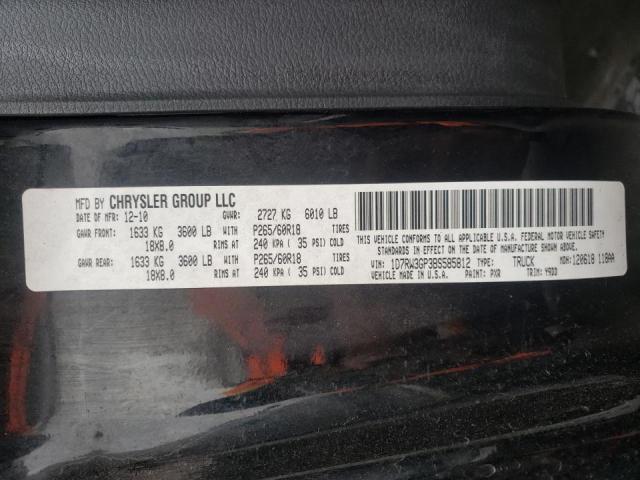 MFD BY CHRYSLER GROUP LLC
DATE OF MFR: 12-10 GVWR: 2727 KG 6010 LB
GAWR FRONT: 1633 KG 3600 LB P265/60R18 TIRES
18X8.0 RIMS AT 240 KPA ( 35 PSI) COLD
GAWR REAR: 1633 KG 3600 LB P265/60R18 TIRES
18X8.0 RIMS AT 240 KPA ( 35 PSI) COLD
THIS VEHICLE CONFORMS TO ALL APPLICABLE U.S.A. FEDERAL MOTOR VEHICLE SAFETY
STANDARDS IN EFFECT ON THE DATE OF MANUFACTURE SHOWN ABOVE.
VIN: 1D7RW3GP3BS585812 TYPE: TRUCK MDH: 120618 118AA
VEHICLE MADE IN U.S.A. PAINT: PXR TRIM: Y9DD